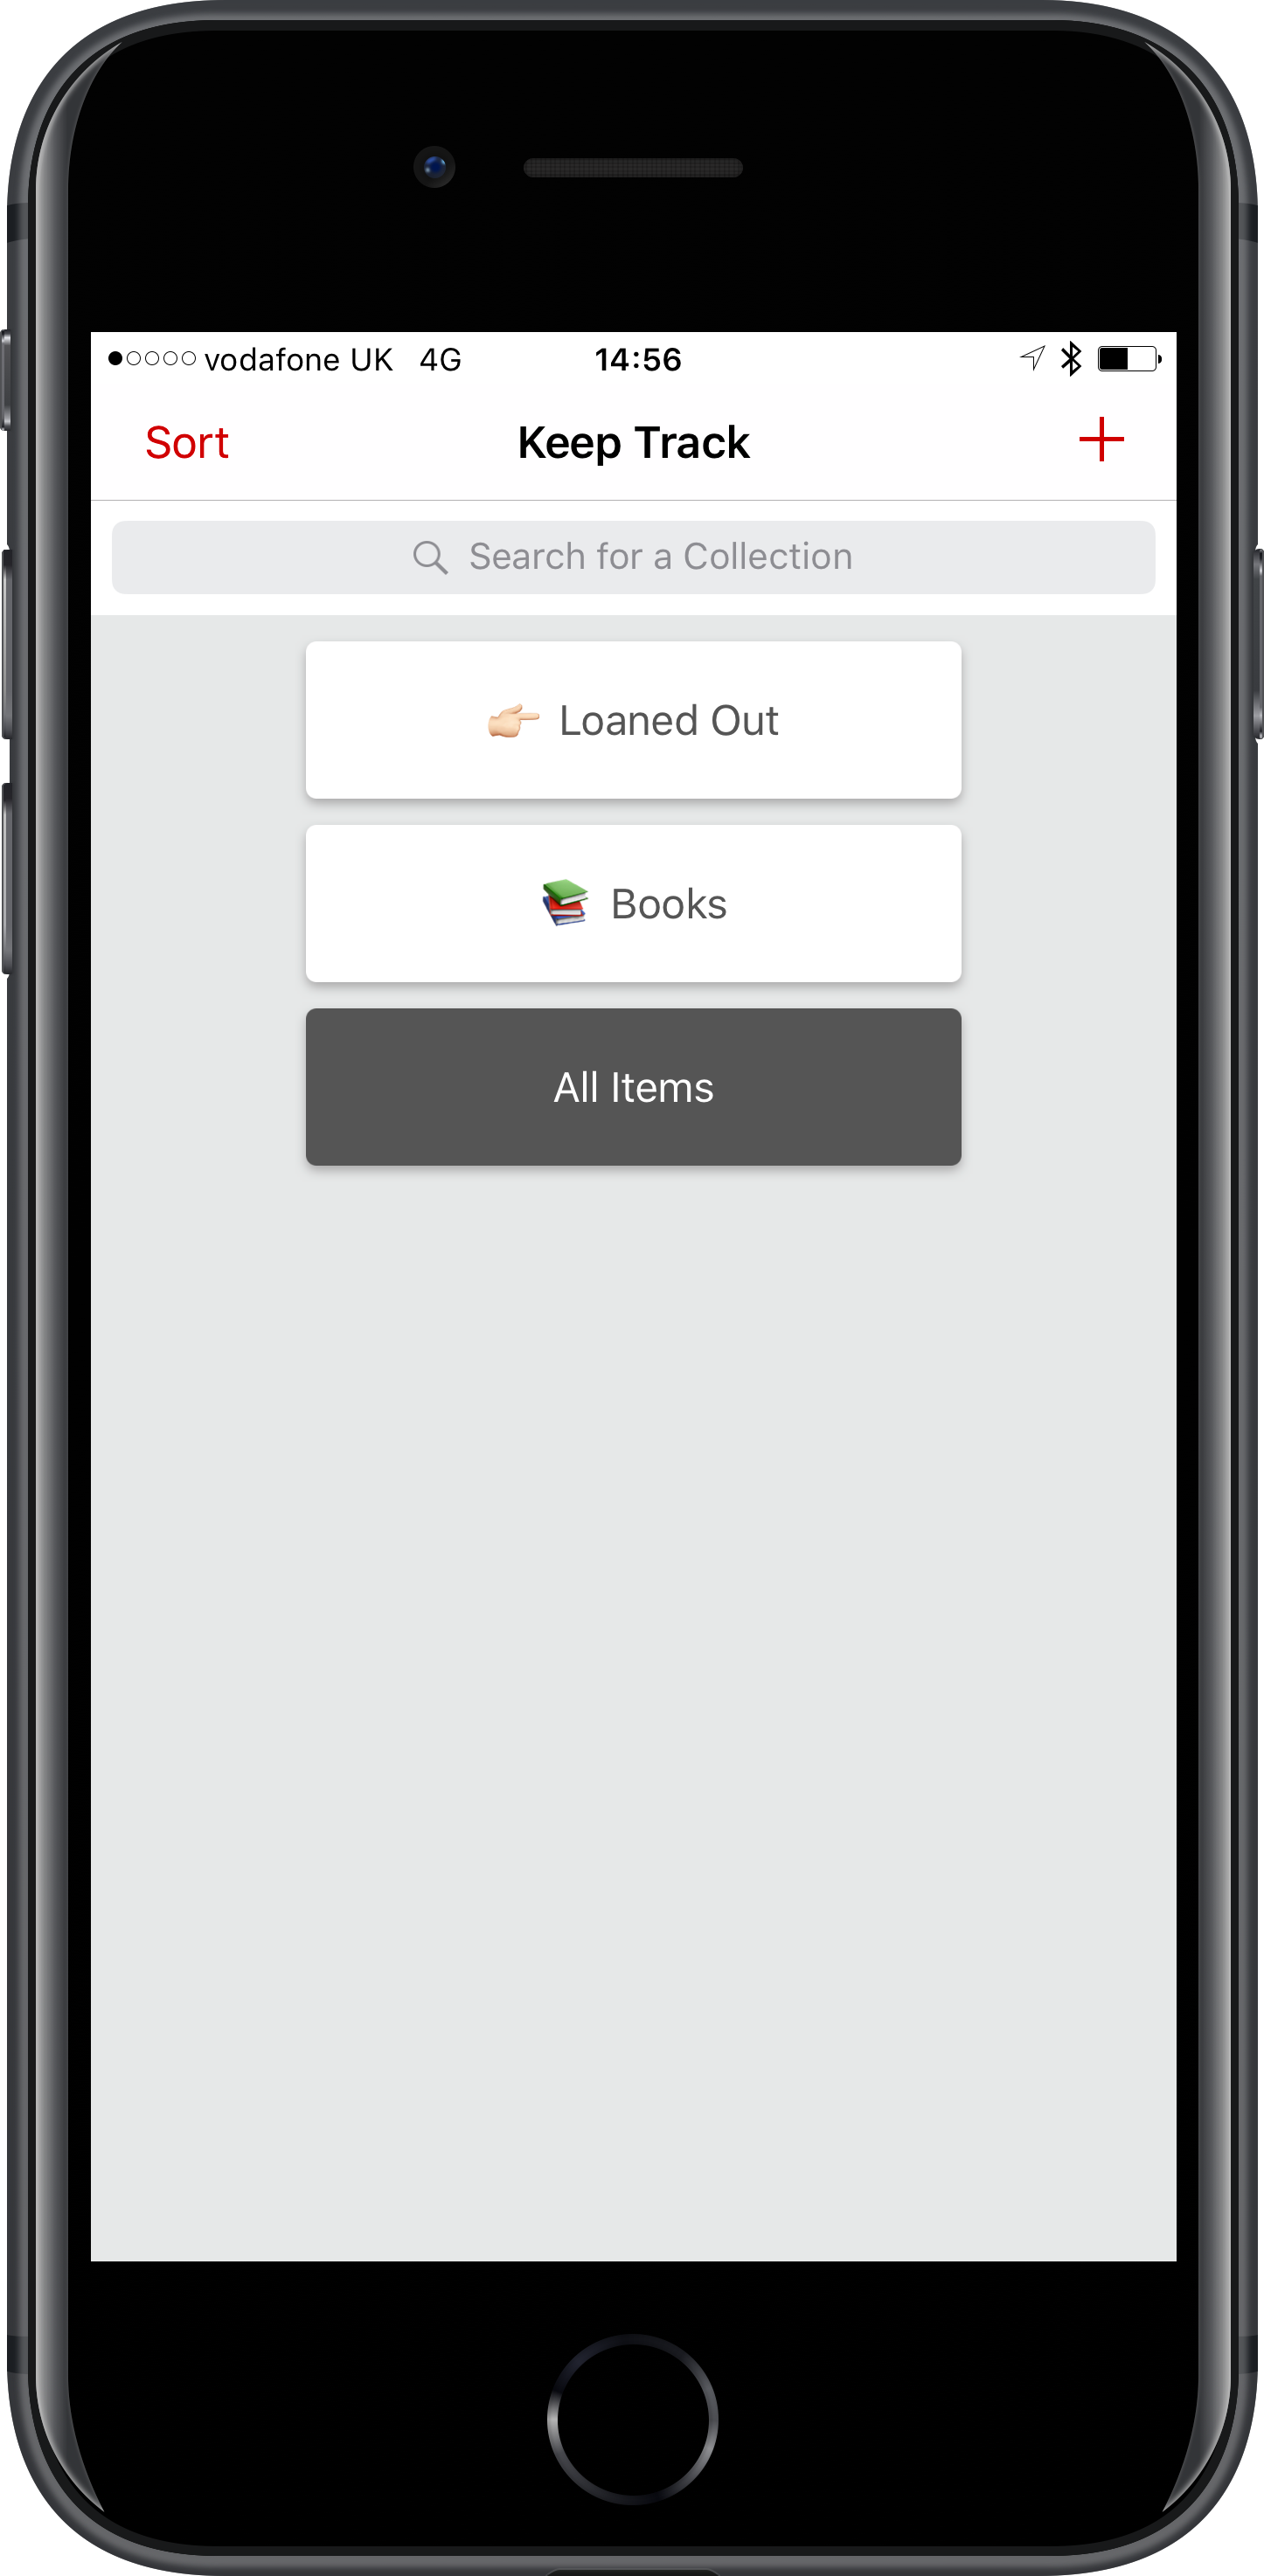 vodafone UK 4G 14:56
Sort Keep Track +
Search for a Collection
👉🏻 Loaned Out
📚 Books
All Items